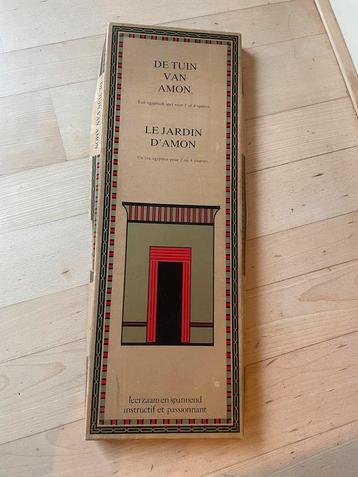 DE TUIN
VAN
AMON
Een egyptisch spel voor 2 of 4 spelers
LE JARDIN
D'AMON
Un jeu égyptien pour 2 ou 4 joueurs
leerzaam en spannend
instructif et passionnant